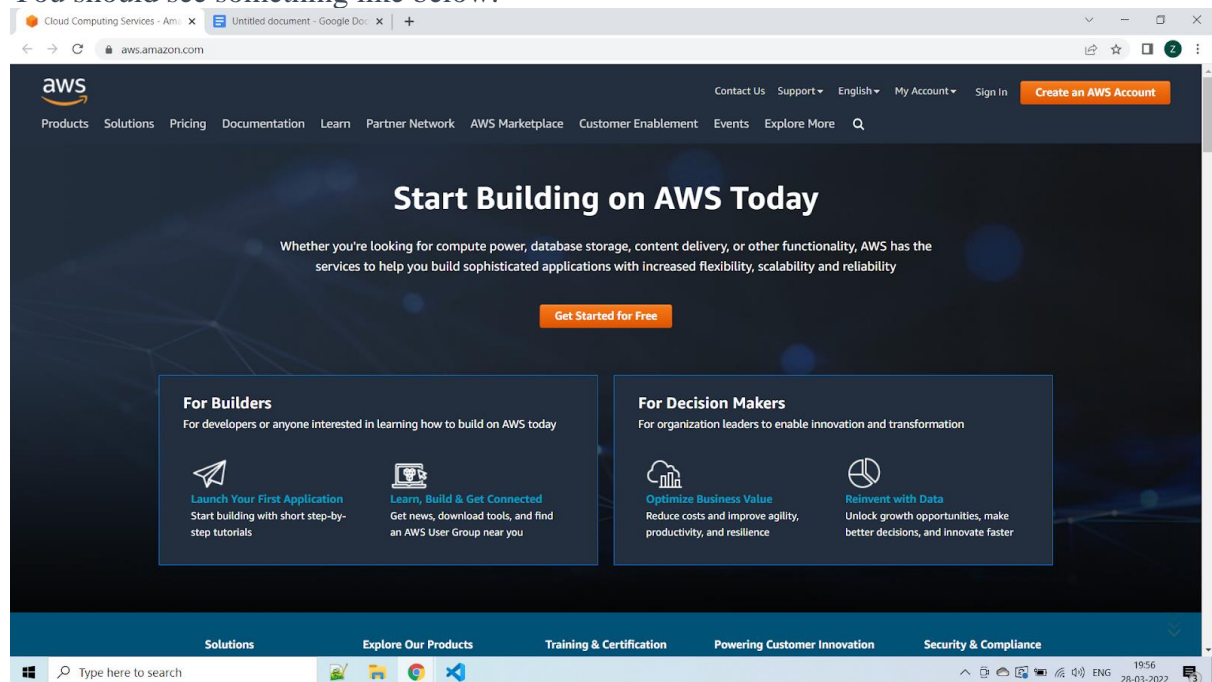 You should see something like below:
Cloud Computing Services - Am
Untitled document - Google Doc
aws.amazon.com
Z
aws
Contact Us Support English My Account Sign In Create an AWS Account
Products Solutions Pricing Documentation Learn Partner Network AWS Marketplace Customer Enablement Events Explore More
Start Building on AWS Today
Whether you're looking for compute power, database storage, content delivery, or other functionality, AWS has the
services to help you build sophisticated applications with increased flexibility, scalability and reliability
Get Started for Free
For Builders
For developers or anyone interested in learning how to build on AWS today
Launch Your First Application
Start building with short step-by-
step tutorials
Learn, Build & Get Connected
Get news, download tools, and find
an AWS User Group near you
For Decision Makers
For organization leaders to enable innovation and transformation
Optimize Business Value
Reduce costs and improve agility,
productivity, and resilience
Reinvent with Data
Unlock growth opportunities, make
better decisions, and innovate faster
Solutions Explore Our Products Training & Certification Powering Customer Innovation Security & Compliance
Type here to search
ENG
19:56
28-03-2022
3